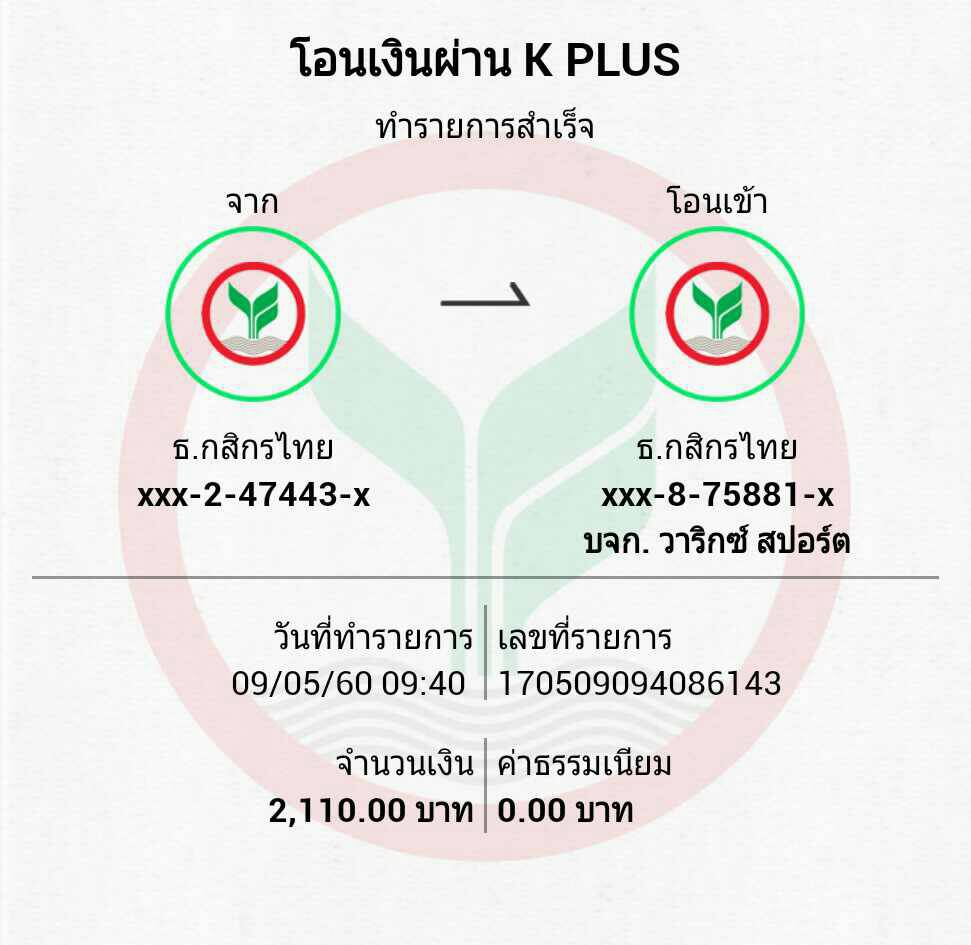 โอนเงินผ่าน K PLUS
ทำรายการสำเร็จ
จาก
โอนเข้า
ธ.กสิกรไทย
xxx-2-47443-x
ธ.กสิกรไทย
xxx-8-75881-x
บจก. วาริกซ์ สปอร์ต
วันที่ทำรายการ
09/05/60 09:40
เลขที่รายการ
170509094086143
จำนวนเงิน
2,110.00 บาท
ค่าธรรมเนียม
0.00 บาท